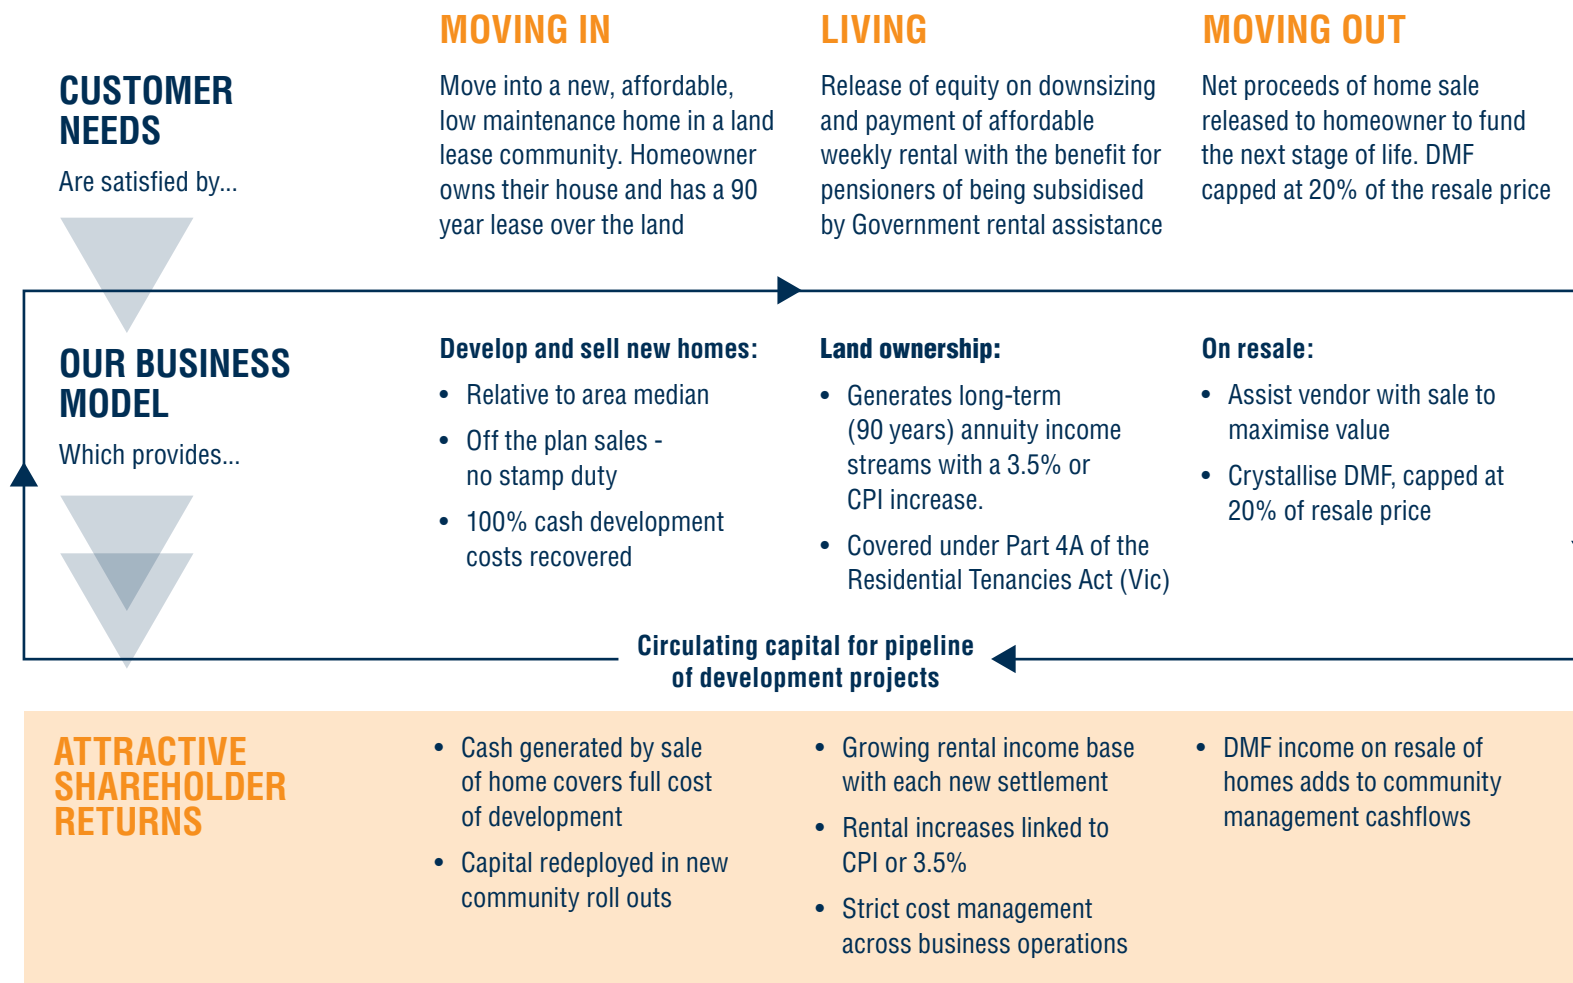 MOVING IN
LIVING
MOVING OUT
CUSTOMER
NEEDS
Are satisfied by...
Move into a new, affordable,
low maintenance home in a land
lease community. Homeowner
owns their house and has a 90
year lease over the land
Release of equity on downsizing
and payment of affordable
weekly rental with the benefit for
pensioners of being subsidised
by Government rental assistance
Net proceeds of home sale
released to homeowner to fund
the next stage of life. DMF
capped at 20% of the resale price
OUR BUSINESS
MODEL
Which provides...
Develop and sell new homes:
• Relative to area median
• Off the plan sales -
no stamp duty
• 100% cash development
costs recovered
Land ownership:
• Generates long-term
(90 years) annuity income
streams with a 3.5% or
CPI increase.
• Covered under Part 4A of the
Residential Tenancies Act (Vic)
On resale:
• Assist vendor with sale to
maximise value
• Crystallise DMF, capped at
20% of resale price
Circulating capital for pipeline
of development projects
ATTRACTIVE
SHAREHOLDER
RETURNS
• Cash generated by sale
of home covers full cost
of development
• Capital redeployed in new
community roll outs
• Growing rental income base
with each new settlement
• Rental increases linked to
CPI or 3.5%
• Strict cost management
across business operations
• DMF income on resale of
homes adds to community
management cashflows